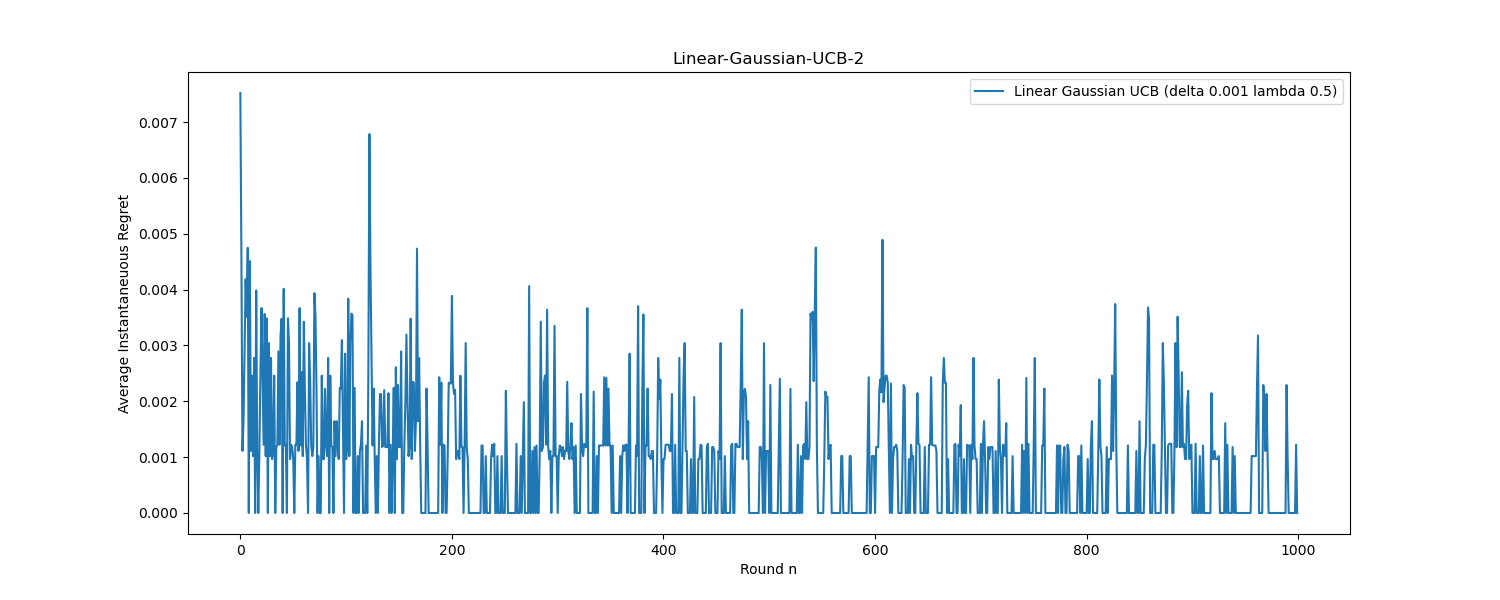 Linear-Gaussian-UCB-2
Linear Gaussian UCB (delta 0.001 lambda 0.5)
Average Instantaneuous Regret
0.007
0.006
0.005
0.004
0.003
0.002
0.001
0.000
0 200 400 600 800 1000
Round n